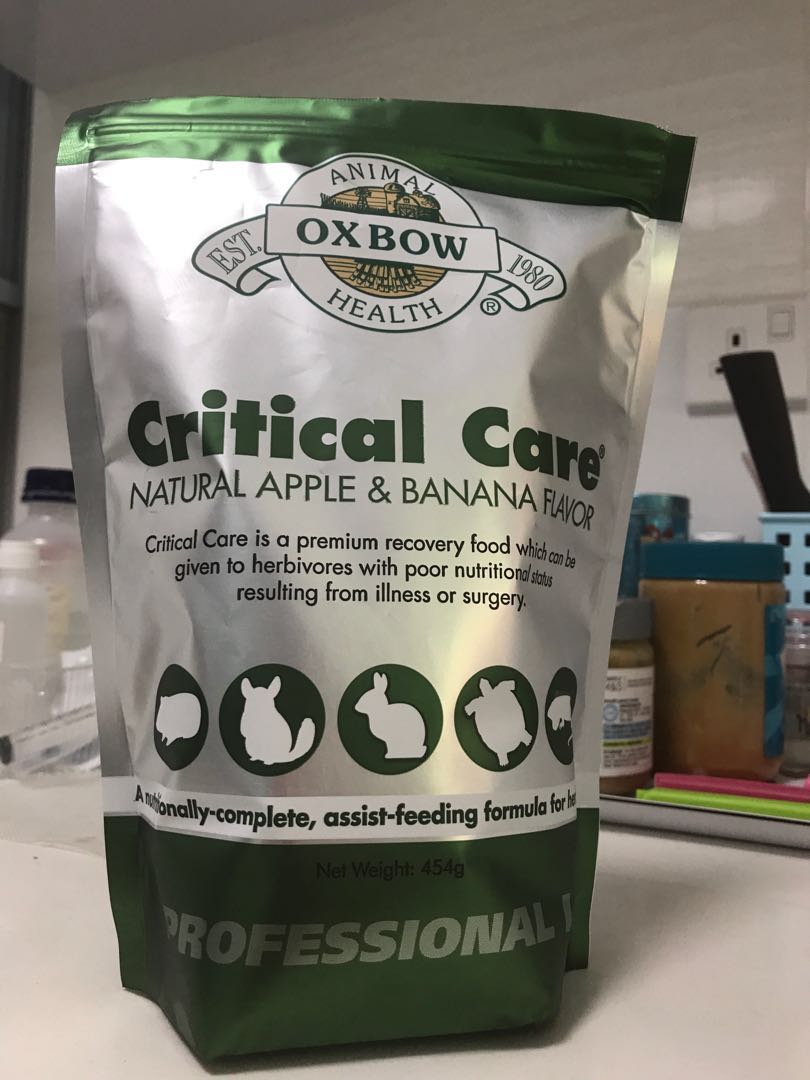 ANIMAL
EST. OXBOW 1980
HEALTH ®
Critical Care®
NATURAL APPLE & BANANA FLAVOR
Critical Care is a premium recovery food which can be
given to herbivores with poor nutritional status
resulting from illness or surgery.
A nutritionally-complete, assist-feeding formula for
Net Weight: 454g
PROFESSIONAL